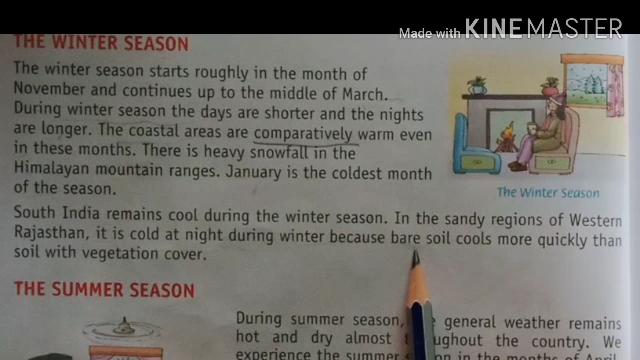 Made with KINEMASTER
THE WINTER SEASON
The winter season starts roughly in the month of
November and continues up to the middle of March.
During winter season the days are shorter and the nights
are longer. The coastal areas are comparatively warm even
in these months. There is heavy snowfall in the
Himalayan mountain ranges. January is the coldest month
of the season.
The Winter Season
South India remains cool during the winter season. In the sandy regions of Western
Rajasthan, it is cold at night during winter because bare soil cools more quickly than
soil with vegetation cover.
THE SUMMER SEASON
During summer season, general weather remains
hot and dry almost country. We
experience the summer in the months of April